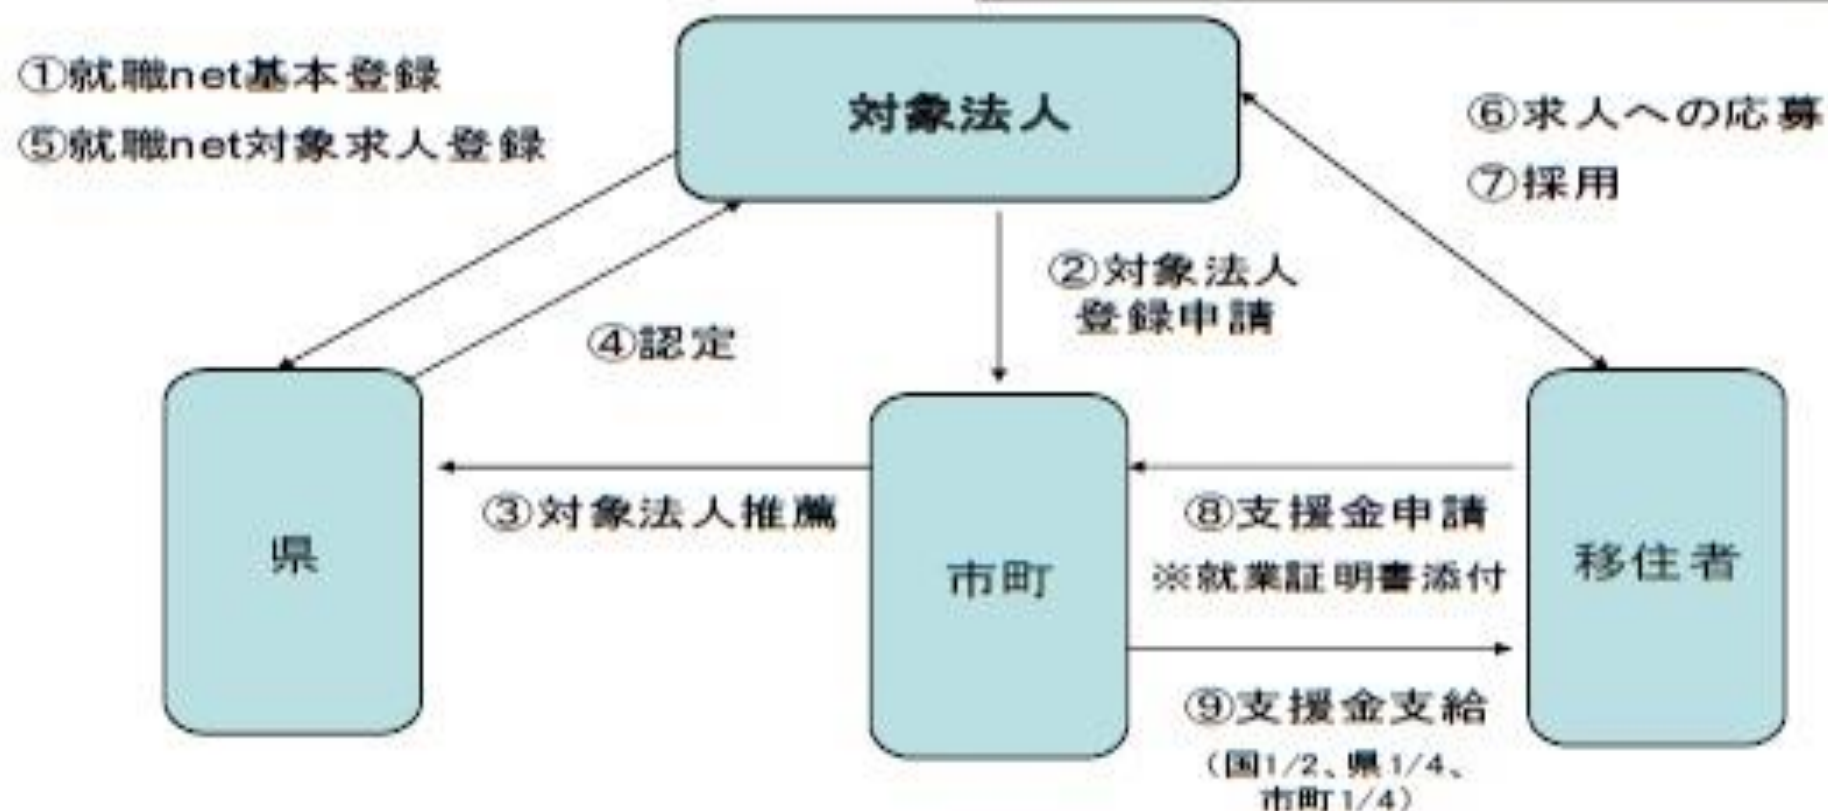 ①就職net基本登録
⑤就職net対象求人登録
対象法人
⑥求人への応募
⑦採用
②対象法人
登録申請
④認定
③対象法人推薦
県
市町
⑧支援金申請
※就業証明書添付
移住者
⑨支援金支給
（国1/2、県1/4、
市町1/4）